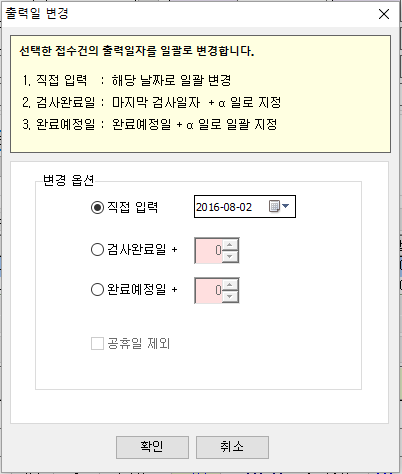 출력일 변경
선택한 접수건의 출력일자를 일괄로 변경합니다.
1. 직접 입력 : 해당 날짜로 일괄 변경
2. 검사완료일 : 마지막 검사일자 + α 일로 지정
3. 완료예정일 : 완료예정일 + α 일로 일괄 지정
변경 옵션
직접 입력 2016-08-02
검사완료일 + 0
완료예정일 + 0
공휴일 제외
확인 취소